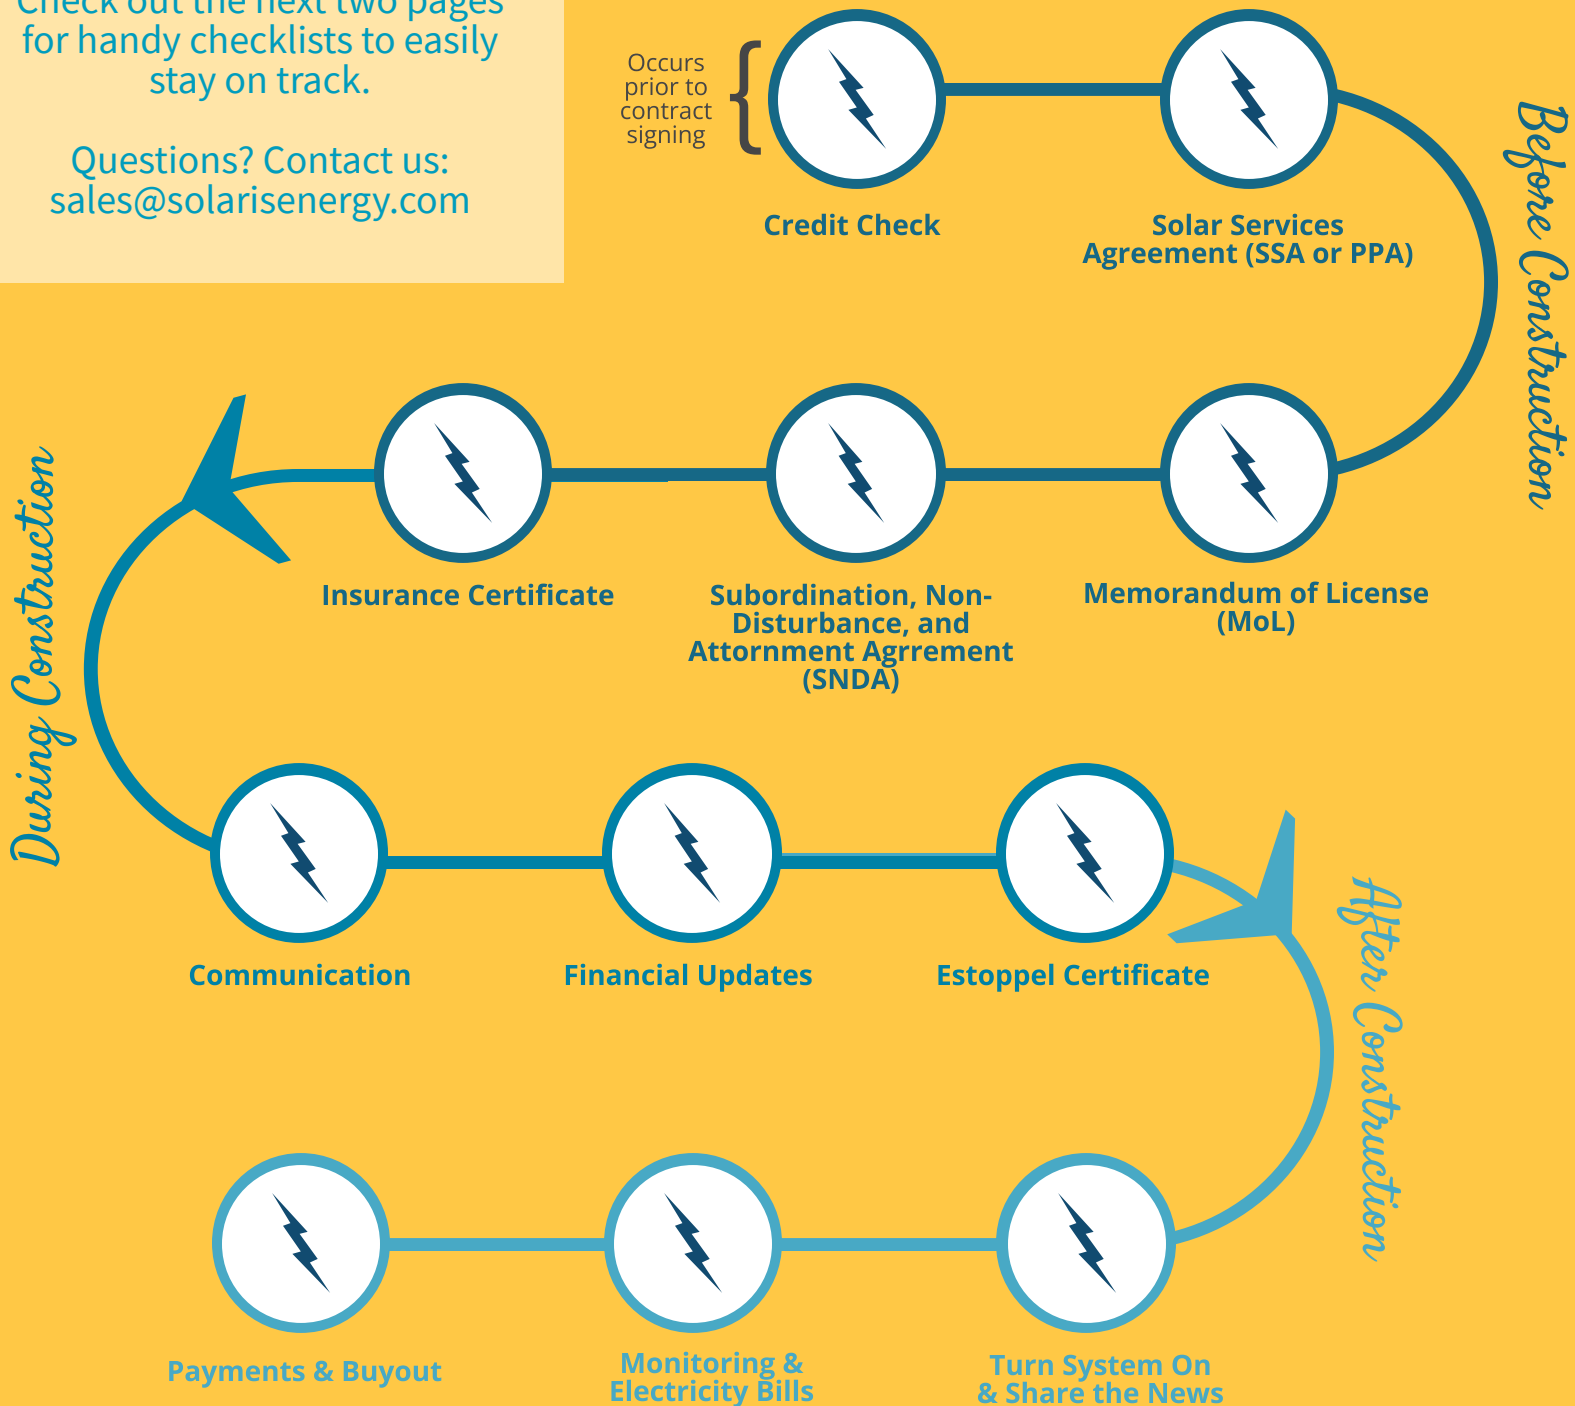 Check out the next two pages
for handy checklists to easily
stay on track.
Questions? Contact us:
sales@solarisenergy.com
Occurs
prior to
contract
signing
{
Credit Check
Solar Services
Agreement (SSA or PPA)
Before Construction
Memorandum of License
(MoL)
Subordination, Non-
Disturbance, and
Attornment Agrrement
(SNDA)
Insurance Certificate
During Construction
Communication
Financial Updates
Estoppel Certificate
After Construction
Turn System On
& Share the News
Monitoring &
Electricity Bills
Payments & Buyout